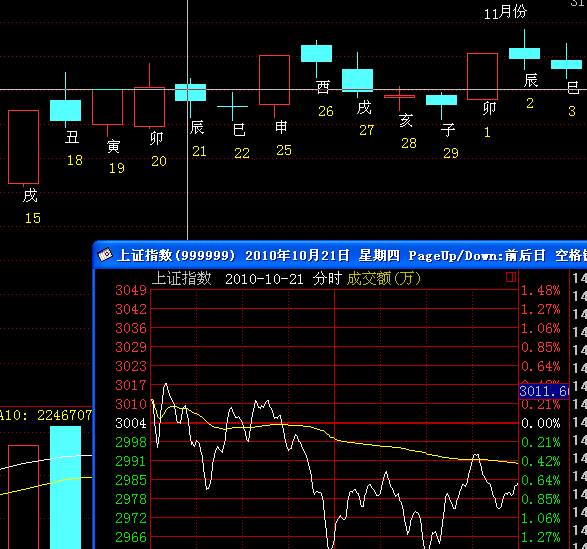 31
11月份
酉
辰
巳
丑
戌
26
2
3
寅
卯
辰
巳
申
亥
子
卯
18
19
20
21
22
25
27
28
29
1
戌
15
上证指数(999999) 2010年10月21日 星期四 PageUp/Down:前后日 空格键
上证指数 2010-10-21 分时 成交额(万)
3049 1.48%
3042 1.27%
3036 1.06%
3029 0.85%
3023 0.64%
3017
3011.6
3010 0.21%
A10: 2246707
3004 0.00%
2998 0.21%
2991 0.42%
2985 0.64%
2978 0.85%
2972 1.06%
2966 1.27%